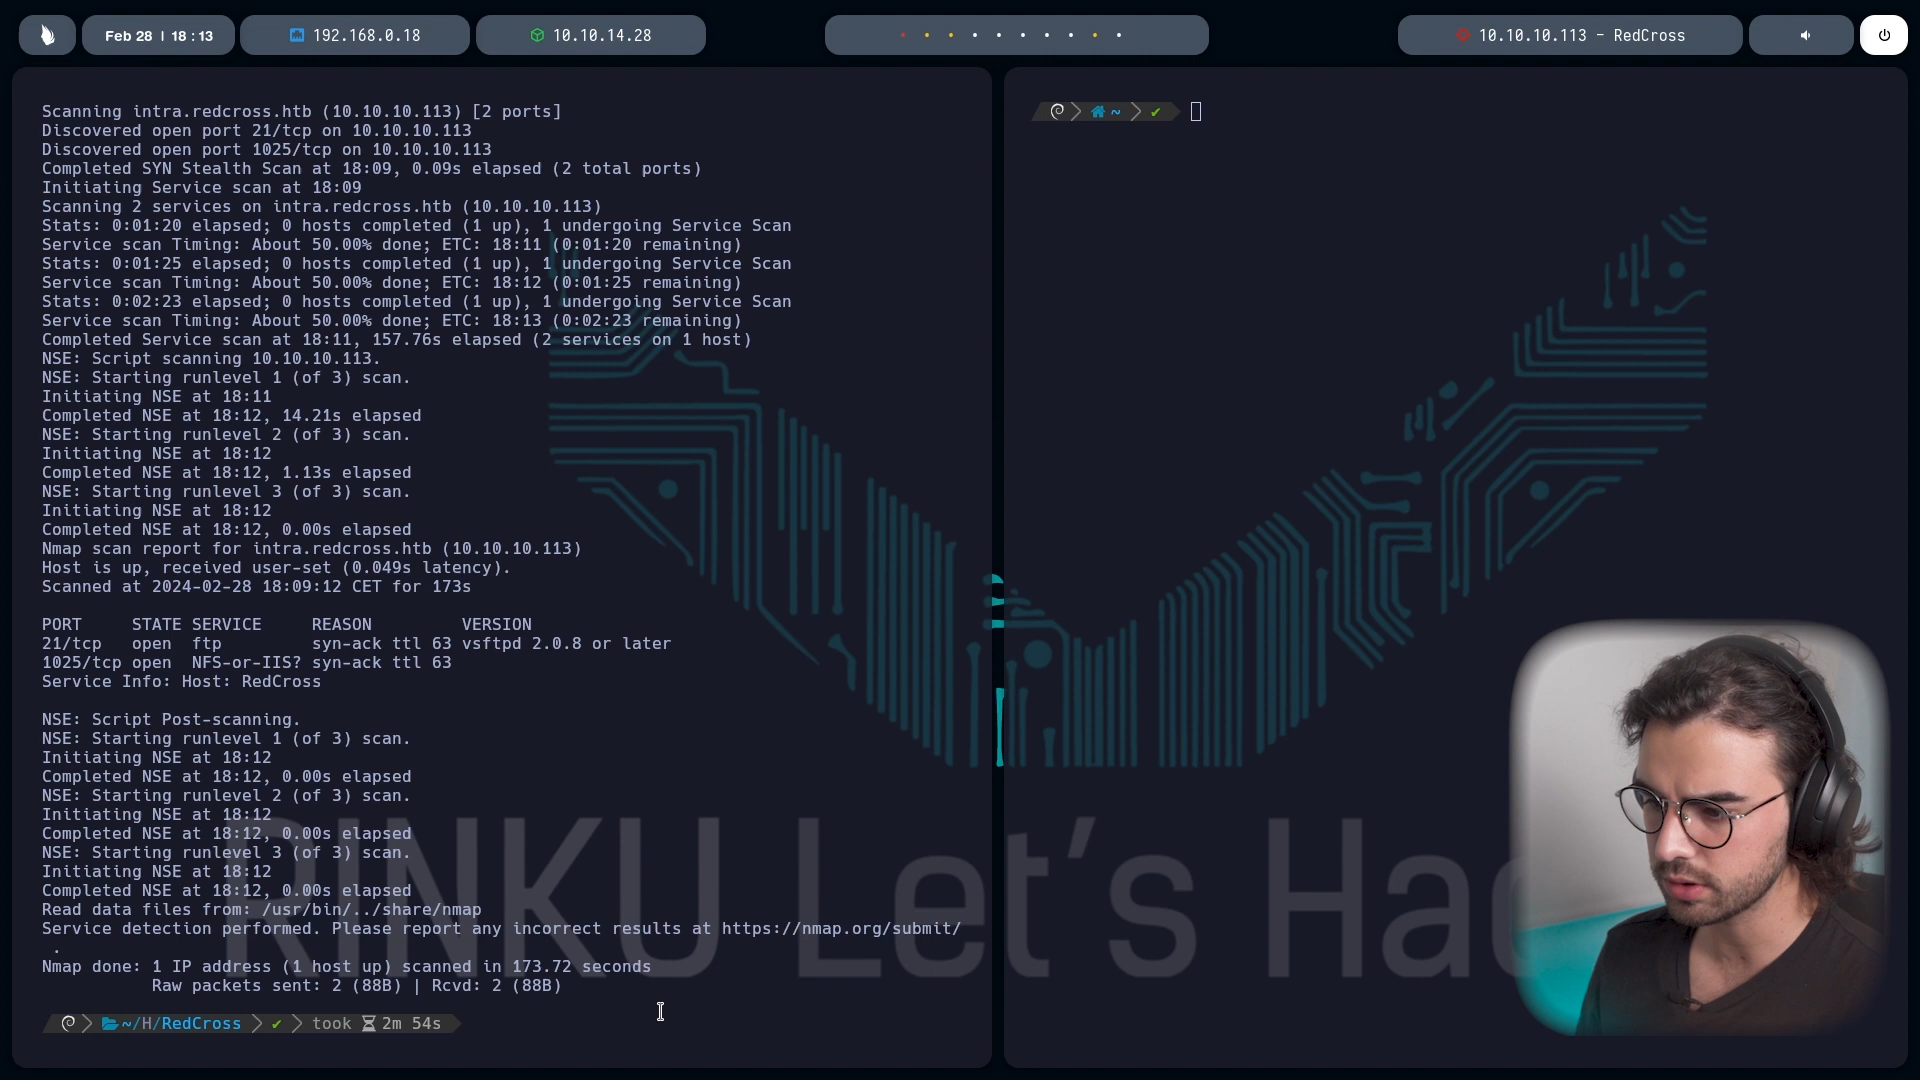 Feb 28 | 18:13
192.168.0.18
10.10.14.28
10.10.10.113 - RedCross
Scanning intra.redcross.htb (10.10.10.113) [2 ports]
Discovered open port 21/tcp on 10.10.10.113
Discovered open port 1025/tcp on 10.10.10.113
Completed SYN Stealth Scan at 18:09, 0.09s elapsed (2 total ports)
Initiating Service scan at 18:09
Scanning 2 services on intra.redcross.htb (10.10.10.113)
Stats: 0:01:20 elapsed; 0 hosts completed (1 up), 1 undergoing Service Scan
Service scan Timing: About 50.00% done; ETC: 18:11 (0:01:20 remaining)
Stats: 0:01:25 elapsed; 0 hosts completed (1 up), 1 undergoing Service Scan
Service scan Timing: About 50.00% done; ETC: 18:12 (0:01:25 remaining)
Stats: 0:02:23 elapsed; 0 hosts completed (1 up), 1 undergoing Service Scan
Service scan Timing: About 50.00% done; ETC: 18:13 (0:02:23 remaining)
Completed Service scan at 18:11, 157.76s elapsed (2 services on 1 host)
NSE: Script scanning 10.10.10.113.
NSE: Starting runlevel 1 (of 3) scan.
Initiating NSE at 18:11
Completed NSE at 18:12, 14.21s elapsed
NSE: Starting runlevel 2 (of 3) scan.
Initiating NSE at 18:12
Completed NSE at 18:12, 1.13s elapsed
NSE: Starting runlevel 3 (of 3) scan.
Initiating NSE at 18:12
Completed NSE at 18:12, 0.00s elapsed
Nmap scan report for intra.redcross.htb (10.10.10.113)
Host is up, received user-set (0.049s latency).
Scanned at 2024-02-28 18:09:12 CET for 173s
PORT STATE SERVICE REASON VERSION
21/tcp open ftp syn-ack ttl 63 vsftpd 2.0.8 or later
1025/tcp open NFS-or-IIS? syn-ack ttl 63
Service Info: Host: RedCross
NSE: Script Post-scanning.
NSE: Starting runlevel 1 (of 3) scan.
Initiating NSE at 18:12
Completed NSE at 18:12, 0.00s elapsed
NSE: Starting runlevel 2 (of 3) scan.
Initiating NSE at 18:12
Completed NSE at 18:12, 0.00s elapsed
NSE: Starting runlevel 3 (of 3) scan.
Initiating NSE at 18:12
Completed NSE at 18:12, 0.00s elapsed
Read data files from: /usr/bin/../share/nmap
Service detection performed. Please report any incorrect results at https://nmap.org/submit/
.
Nmap done: 1 IP address (1 host up) scanned in 173.72 seconds
Raw packets sent: 2 (88B) | Rcvd: 2 (88B)
~/H/RedCross ✔ took 2m 54s
~ ✔
RINKU Let's Hac